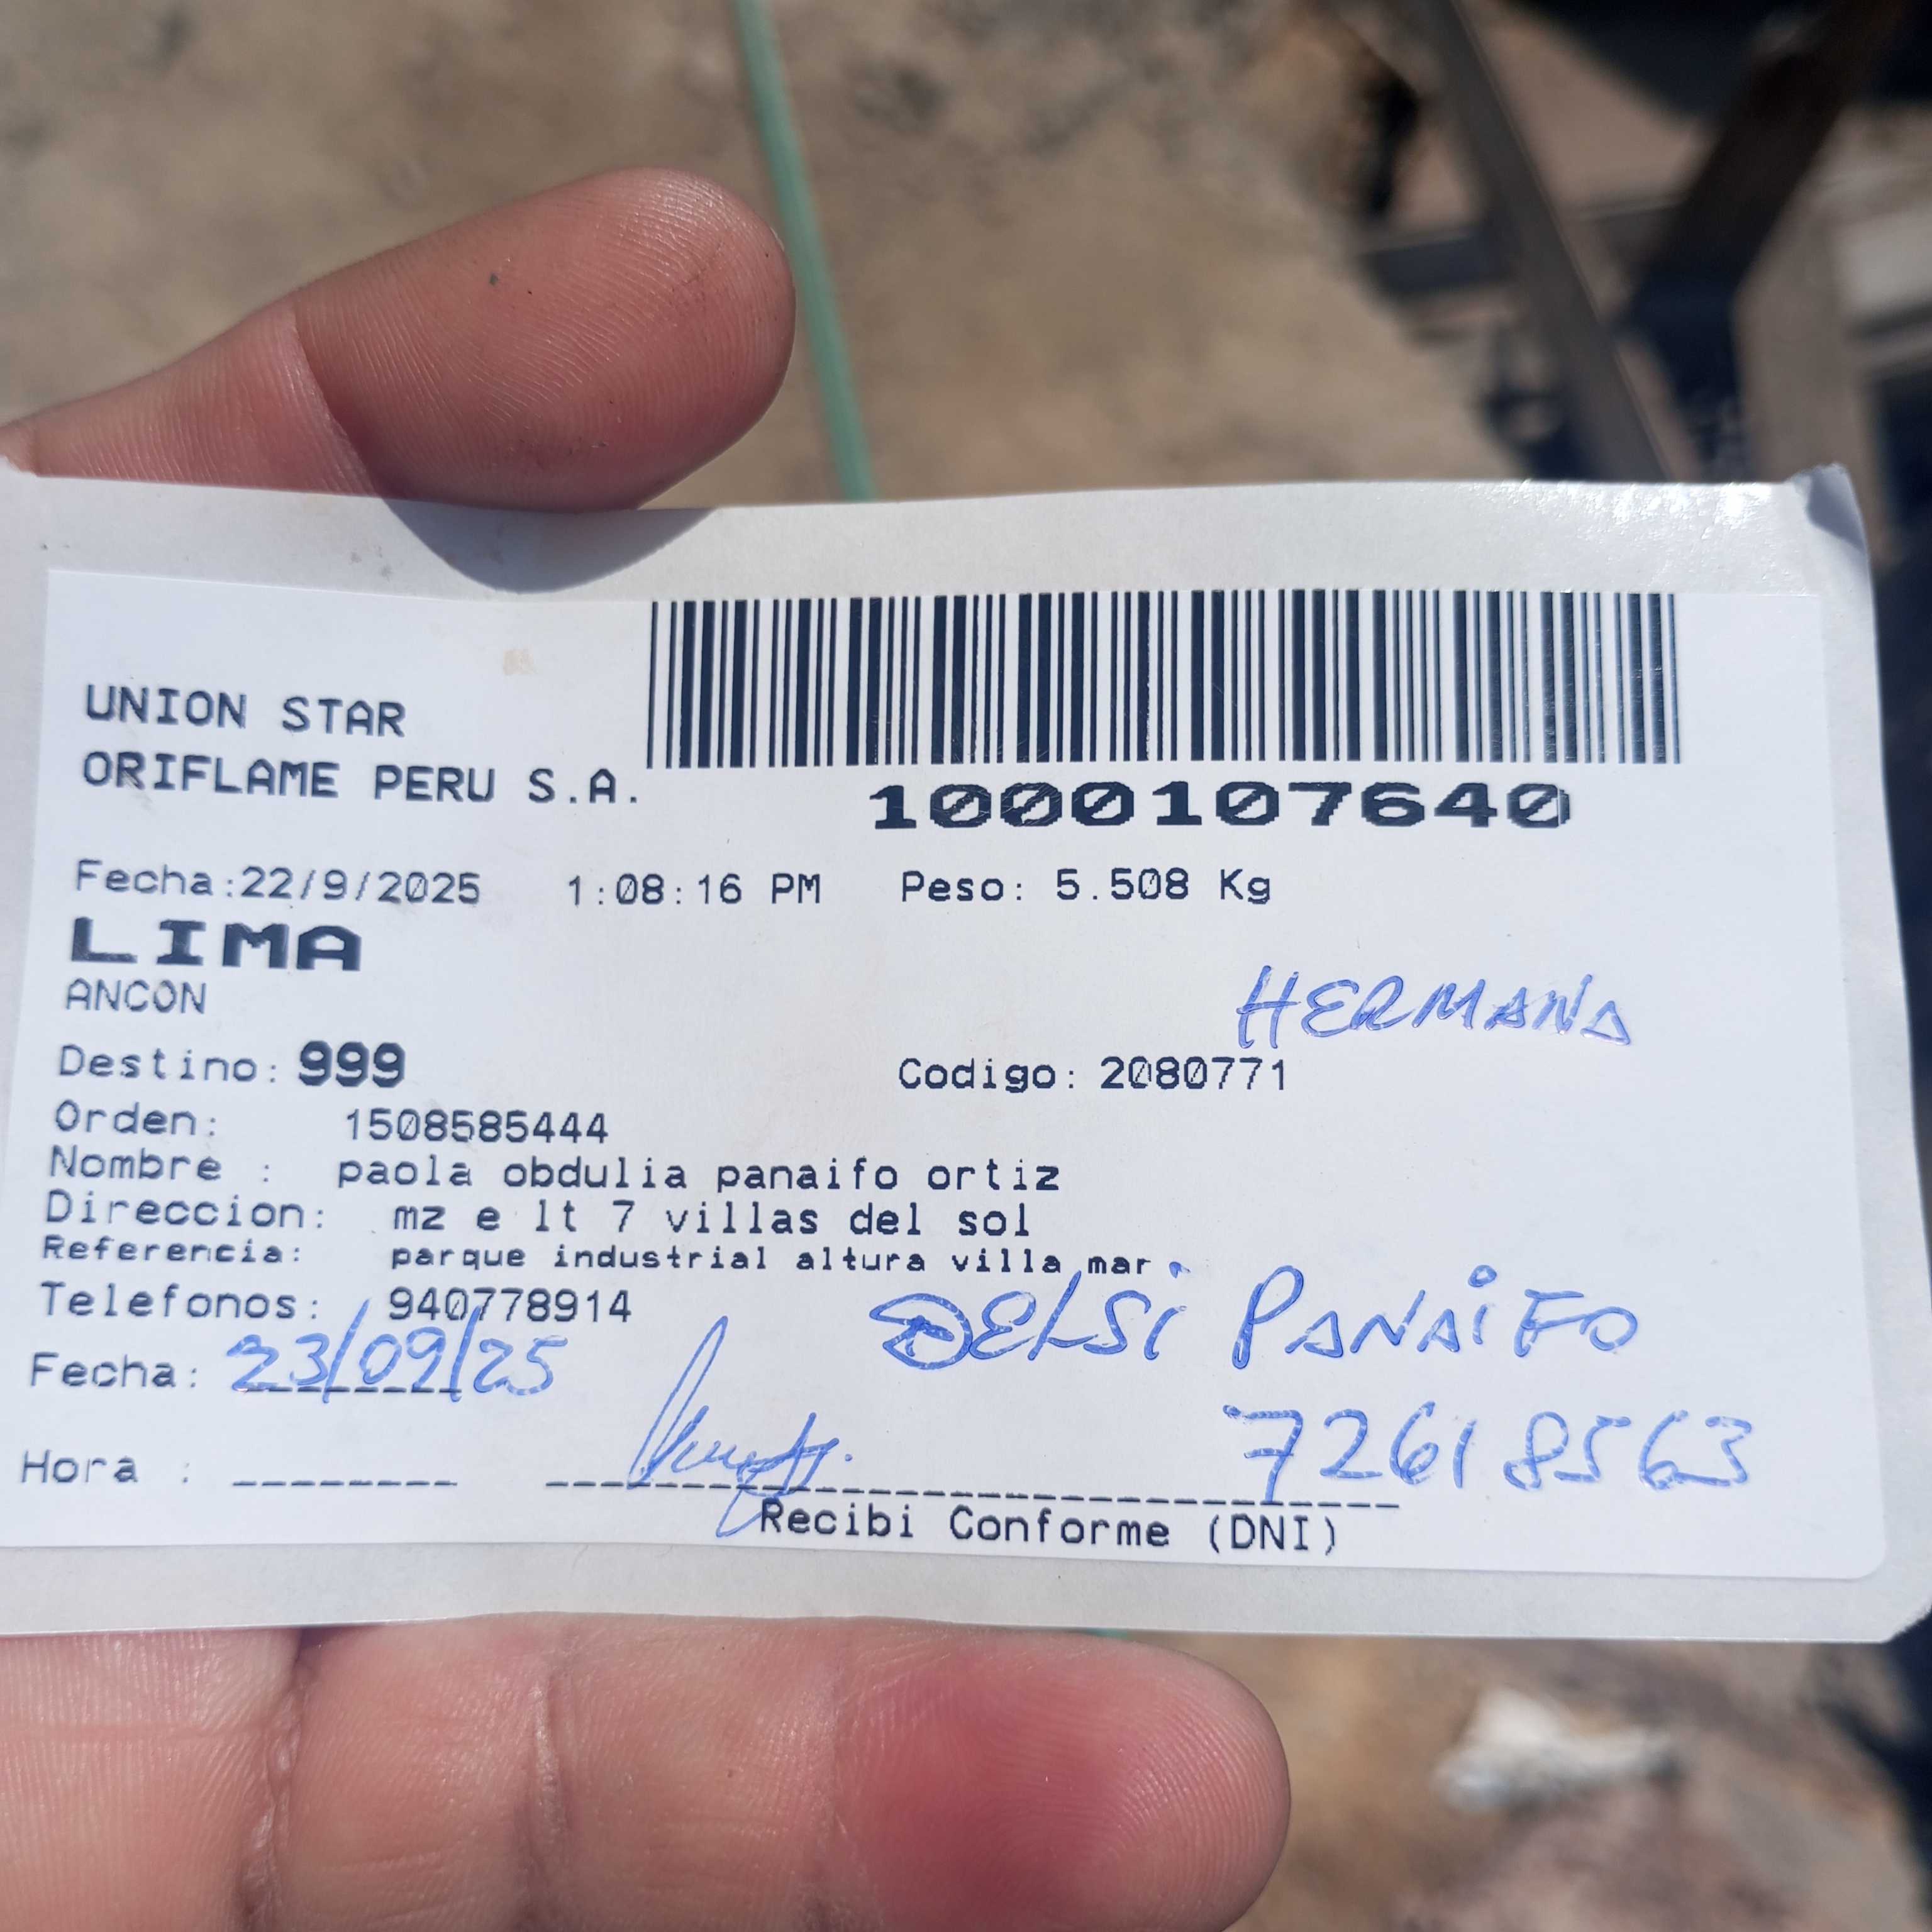 UNION STAR
ORIFLAME PERU S.A.
1000107640
Fecha:22/9/2025 1:08:16 PM Peso: 5.508 Kg
LIMA
ANCON
HERMANA
Destino: 999 Codigo: 2080771
Orden: 1508585444
Nombre : paola obdulia panaifo ortiz
Direccion: mz e lt 7 villas del sol
Referencia: parque industrial altura villa mar
Telefonos: 940778914
DELSi PANAiFO
Fecha: 23/09/25
72618563
Hora :
Recibi Conforme (DNI)